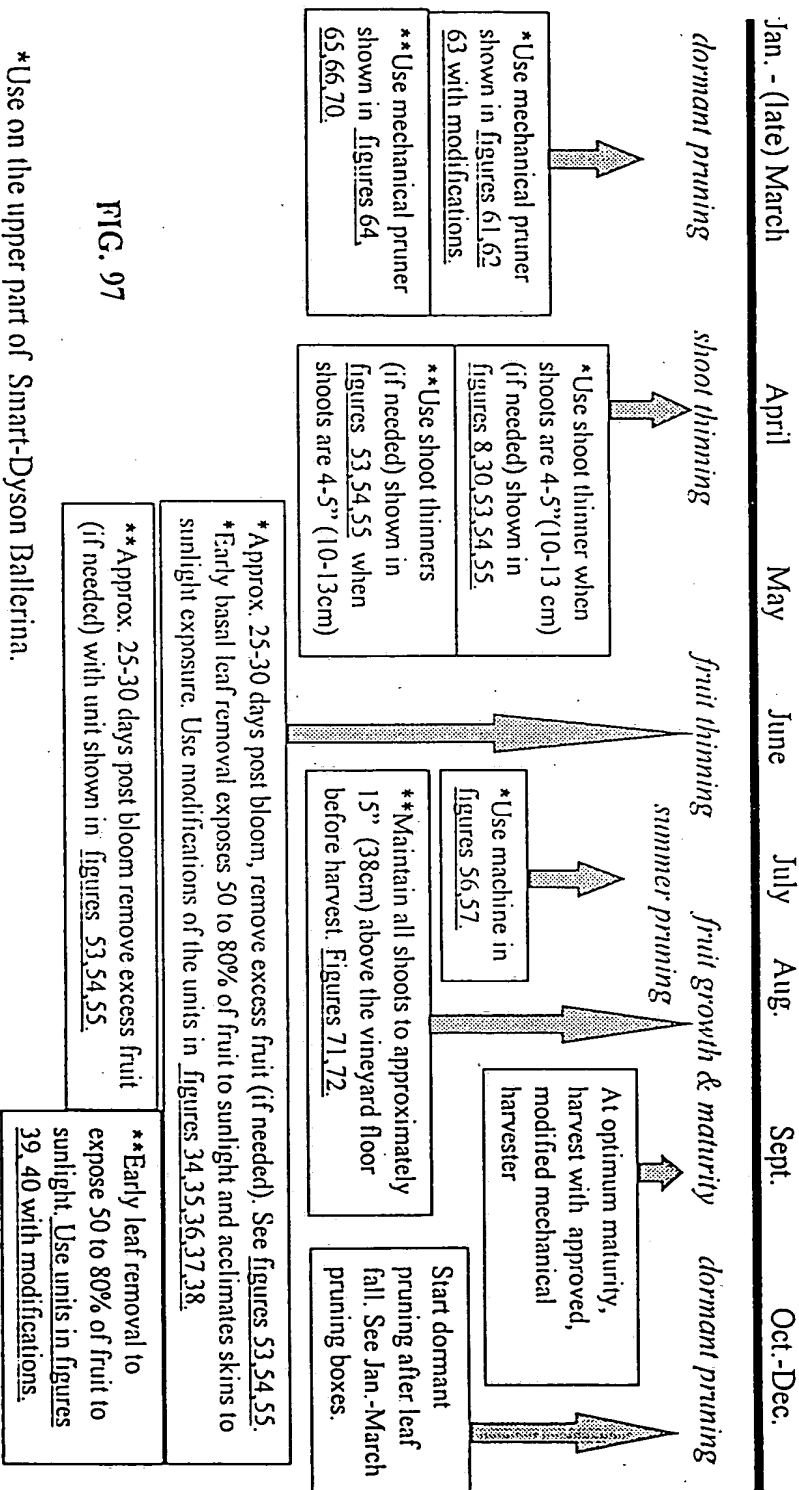 Jan. - (late) March April May June July Aug. Sept. Oct.-Dec.
dormant pruning shoot thinning fruit thinning fruit growth & maturity dormant pruning
summer pruning
*Use mechanical pruner
shown in figures 61,62
63 with modifications.
**Use mechanical pruner
shown in figures 64,
65,66,70.
*Use shoot thinner when
shoots are 4-5"(10-13 cm)
(if needed) shown in
figures 8,30,53,54,55.
**Use shoot thinners
(if needed) shown in
figures 53,54,55 when
shoots are 4-5" (10-13cm)
*Approx. 25-30 days post bloom, remove excess fruit (if needed). See figures 53,54,55.
*Early basal leaf removal exposes 50 to 80% of fruit to sunlight and acclimates skins to
sunlight exposure. Use modifications of the units in figures 34,35,36,37,38.
**Approx. 25-30 days post bloom remove excess fruit
(if needed) with unit shown in figures 53,54,55.
*Use machine in
figures 56,57.
**Maintain all shoots to approximately
15" (38cm) above the vineyard floor
before harvest. Figures 71,72.
At optimum maturity,
harvest with approved,
modified mechanical
harvester
Start dormant
pruning after leaf
fall. See Jan.-March
pruning boxes.
**Early leaf removal to
expose 50 to 80% of fruit to
sunlight. Use units in figures
39, 40 with modifications.
FIG. 97
*Use on the upper part of Smart-Dyson Ballerina.